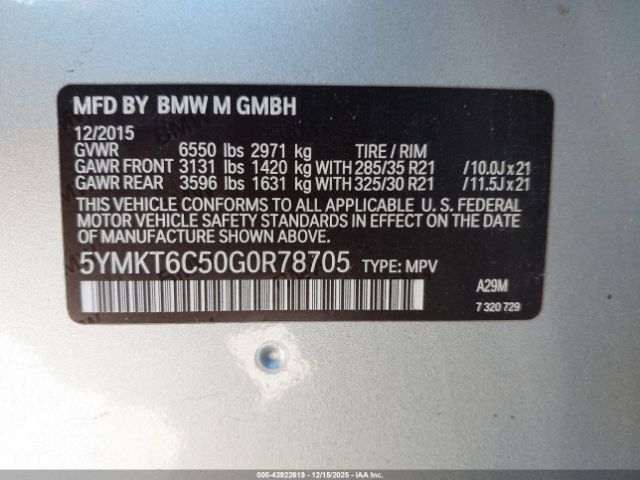 MFD BY BMW M GMBH
12/2015
GVWR 6550 lbs 2971 kg TIRE / RIM
GAWR FRONT 3131 lbs 1420 kg WITH 285/35 R21 / 10.0J x 21
GAWR REAR 3596 lbs 1631 kg WITH 325/30 R21 / 11.5J x 21
THIS VEHICLE CONFORMS TO ALL APPLICABLE U. S. FEDERAL
MOTOR VEHICLE SAFETY STANDARDS IN EFFECT ON THE DATE
OF MANUFACTURE SHOWN ABOVE.
5YMKT6C50G0R78705 TYPE: MPV
A29M
7 320 729
000-43922619 - 12/15/2025 - IAA Inc.